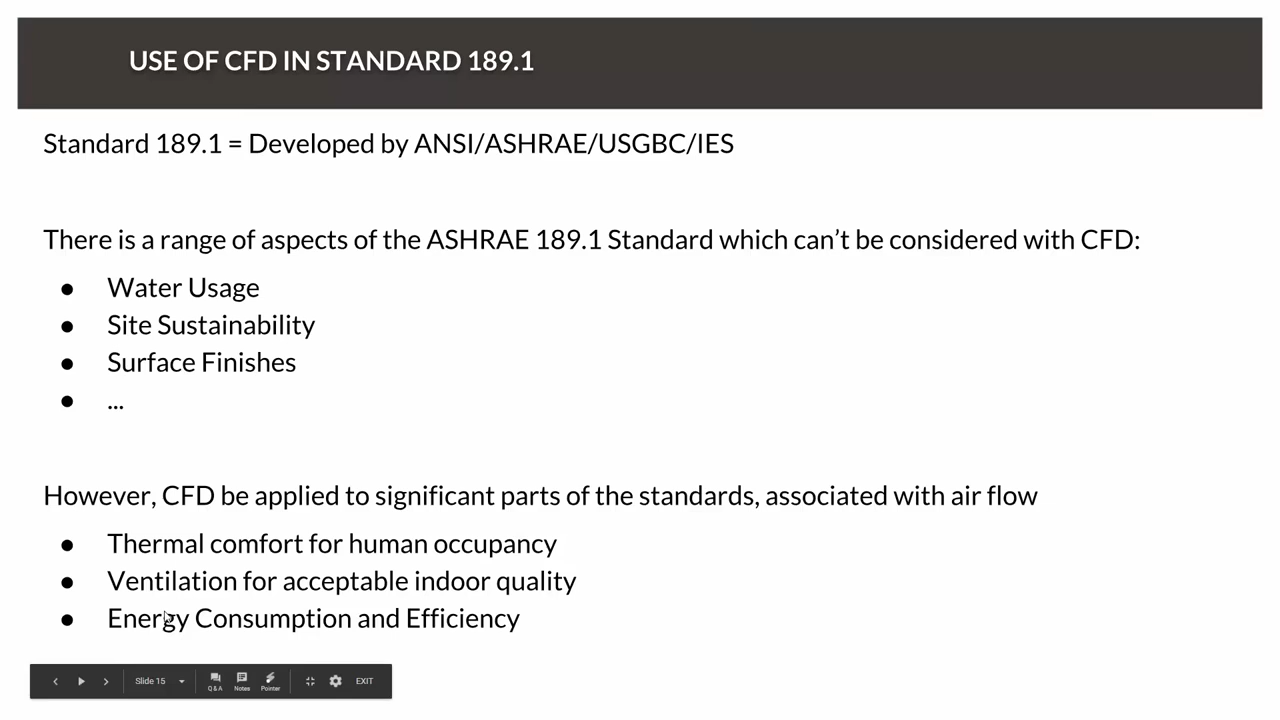 USE OF CFD IN STANDARD 189.1
Standard 189.1 = Developed by ANSI/ASHRAE/USGBC/IES
There is a range of aspects of the ASHRAE 189.1 Standard which can't be considered with CFD:
● Water Usage
● Site Sustainability
● Surface Finishes
● ...
However, CFD be applied to significant parts of the standards, associated with air flow
● Thermal comfort for human occupancy
● Ventilation for acceptable indoor quality
● Energy Consumption and Efficiency
Slide 15 Q & A Notes Pointer EXIT